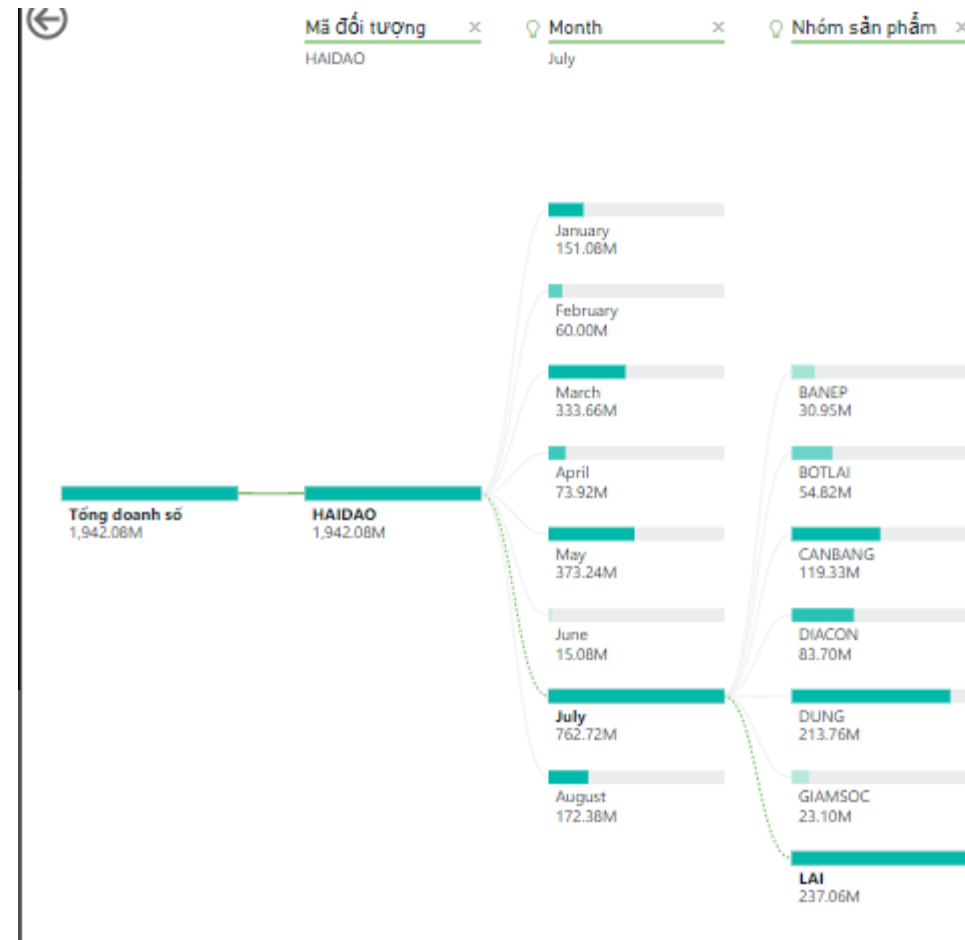 Mã đối tượng ×
HAIDAO
Month ×
July
Nhóm sản phẩm ×
Tổng doanh số
1,942.08M
HAIDAO
1,942.08M
January
151.08M
February
60.00M
March
333.66M
April
73.92M
May
373.24M
June
15.08M
July
762.72M
August
172.38M
BANEP
30.95M
BOTLAI
54.82M
CANBANG
119.33M
DIACON
83.70M
DUNG
213.76M
GIAMSOC
23.10M
LAI
237.06M